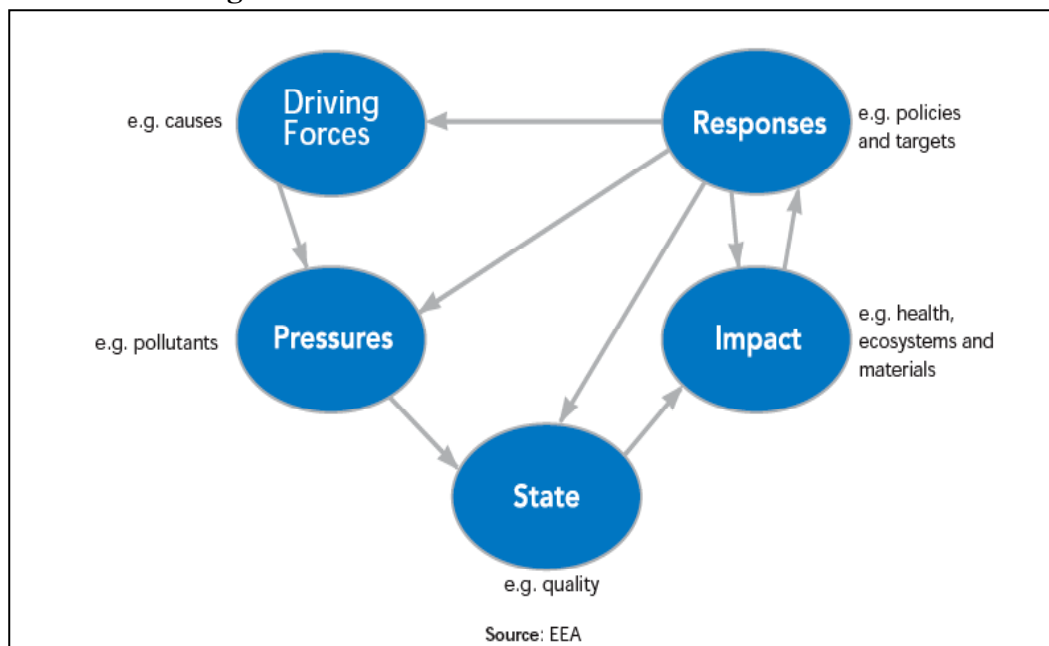 Driving
Forces
e.g. causes
Responses
e.g. policies
and targets
Pressures
e.g. pollutants
Impact
e.g. health,
ecosystems and
materials
State
e.g. quality
Source: EEA